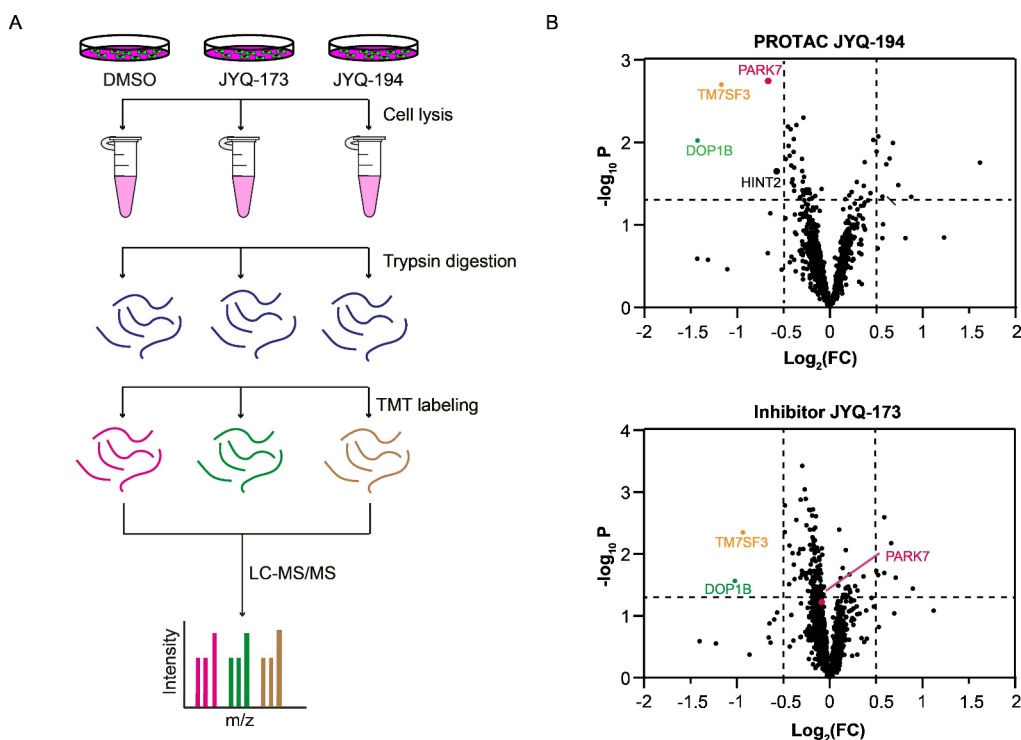 A
DMSO
JYQ-173
JYQ-194
Cell lysis
Trypsin digestion
TMT labeling
LC-MS/MS
Intensity
m/z
B
PROTAC JYQ-194
PARK7
TM7SF3
DOP1B
HINT2
-log10 P
3
2
1
0
-2 -1.5 -1 -0.5 0 0.5 1 1.5 2
Log2(FC)
Inhibitor JYQ-173
TM7SF3
PARK7
DOP1B
-log10 P
4
3
2
1
0
-2 -1.5 -1 -0.5 0 0.5 1 1.5 2
Log2(FC)